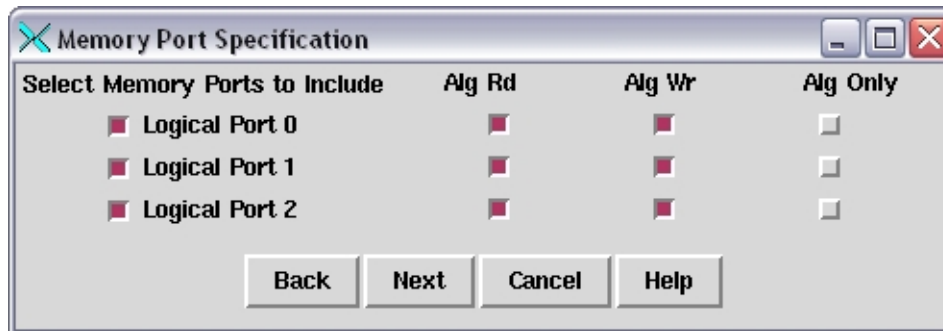 Memory Port Specification
Select Memory Ports to Include Alg Rd Alg Wr Alg Only
Logical Port 0
Logical Port 1
Logical Port 2
Back Next Cancel Help